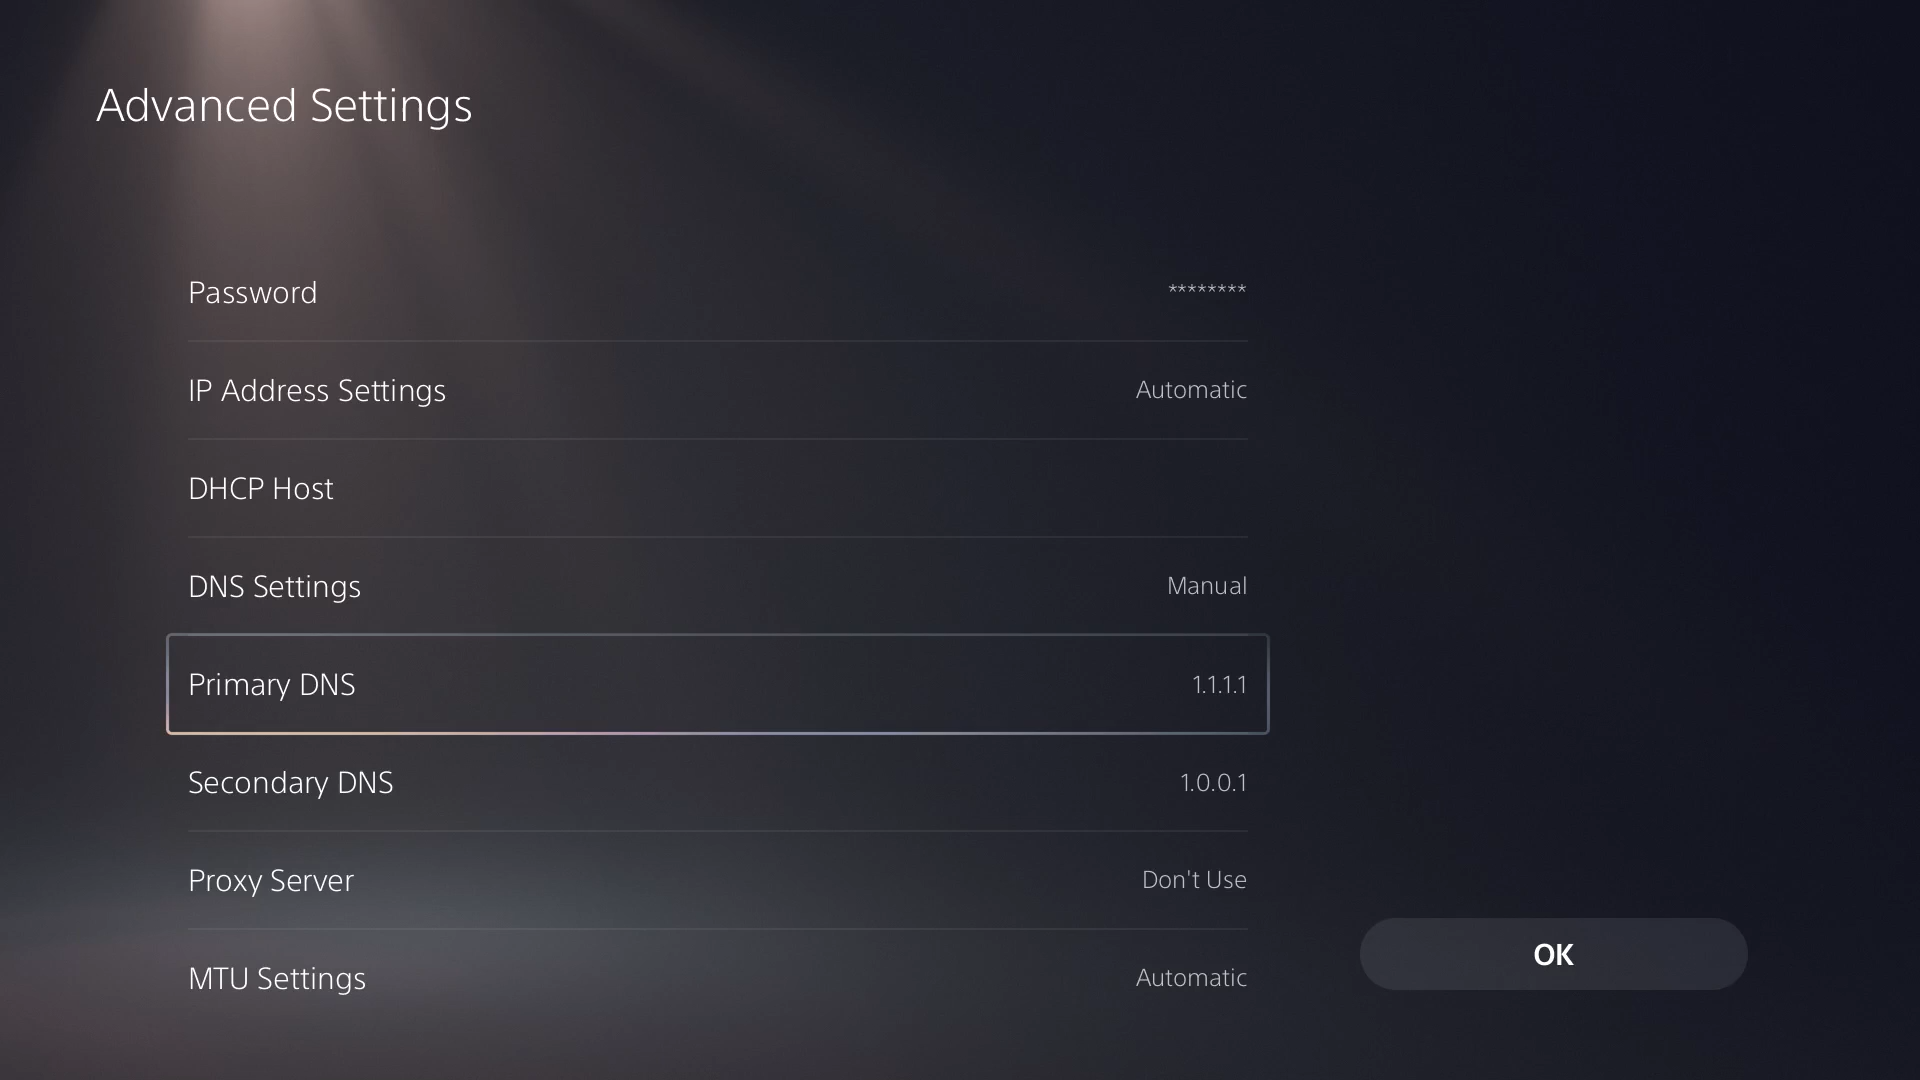 Advanced Settings
Password ********
IP Address Settings Automatic
DHCP Host
DNS Settings Manual
Primary DNS 1.1.1.1
Secondary DNS 1.0.0.1
Proxy Server Don't Use
MTU Settings Automatic
OK